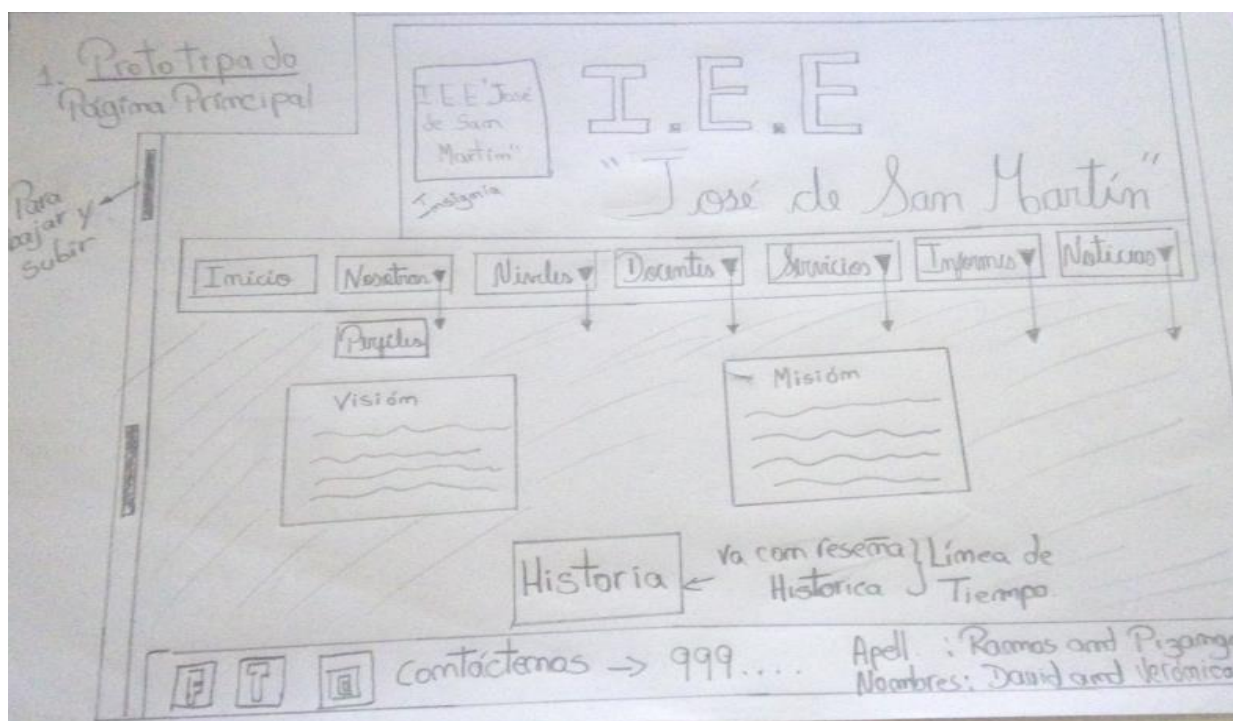 1. Prototipado
Página Principal
I.E.E "José
de San
Martín"
Insignia
I.E.E
"José de San Martín"
Para
bajar y
subir
Inicio
Nosotros
Niveles
Docentes
Servicios
Informes
Noticias
Visión
Misión
Historia
va con reseña
Historica
Línea de
Tiempo
F T
Contáctenos → 999....
Apell : Ramos and Pizango
Nombres: David and Verónica